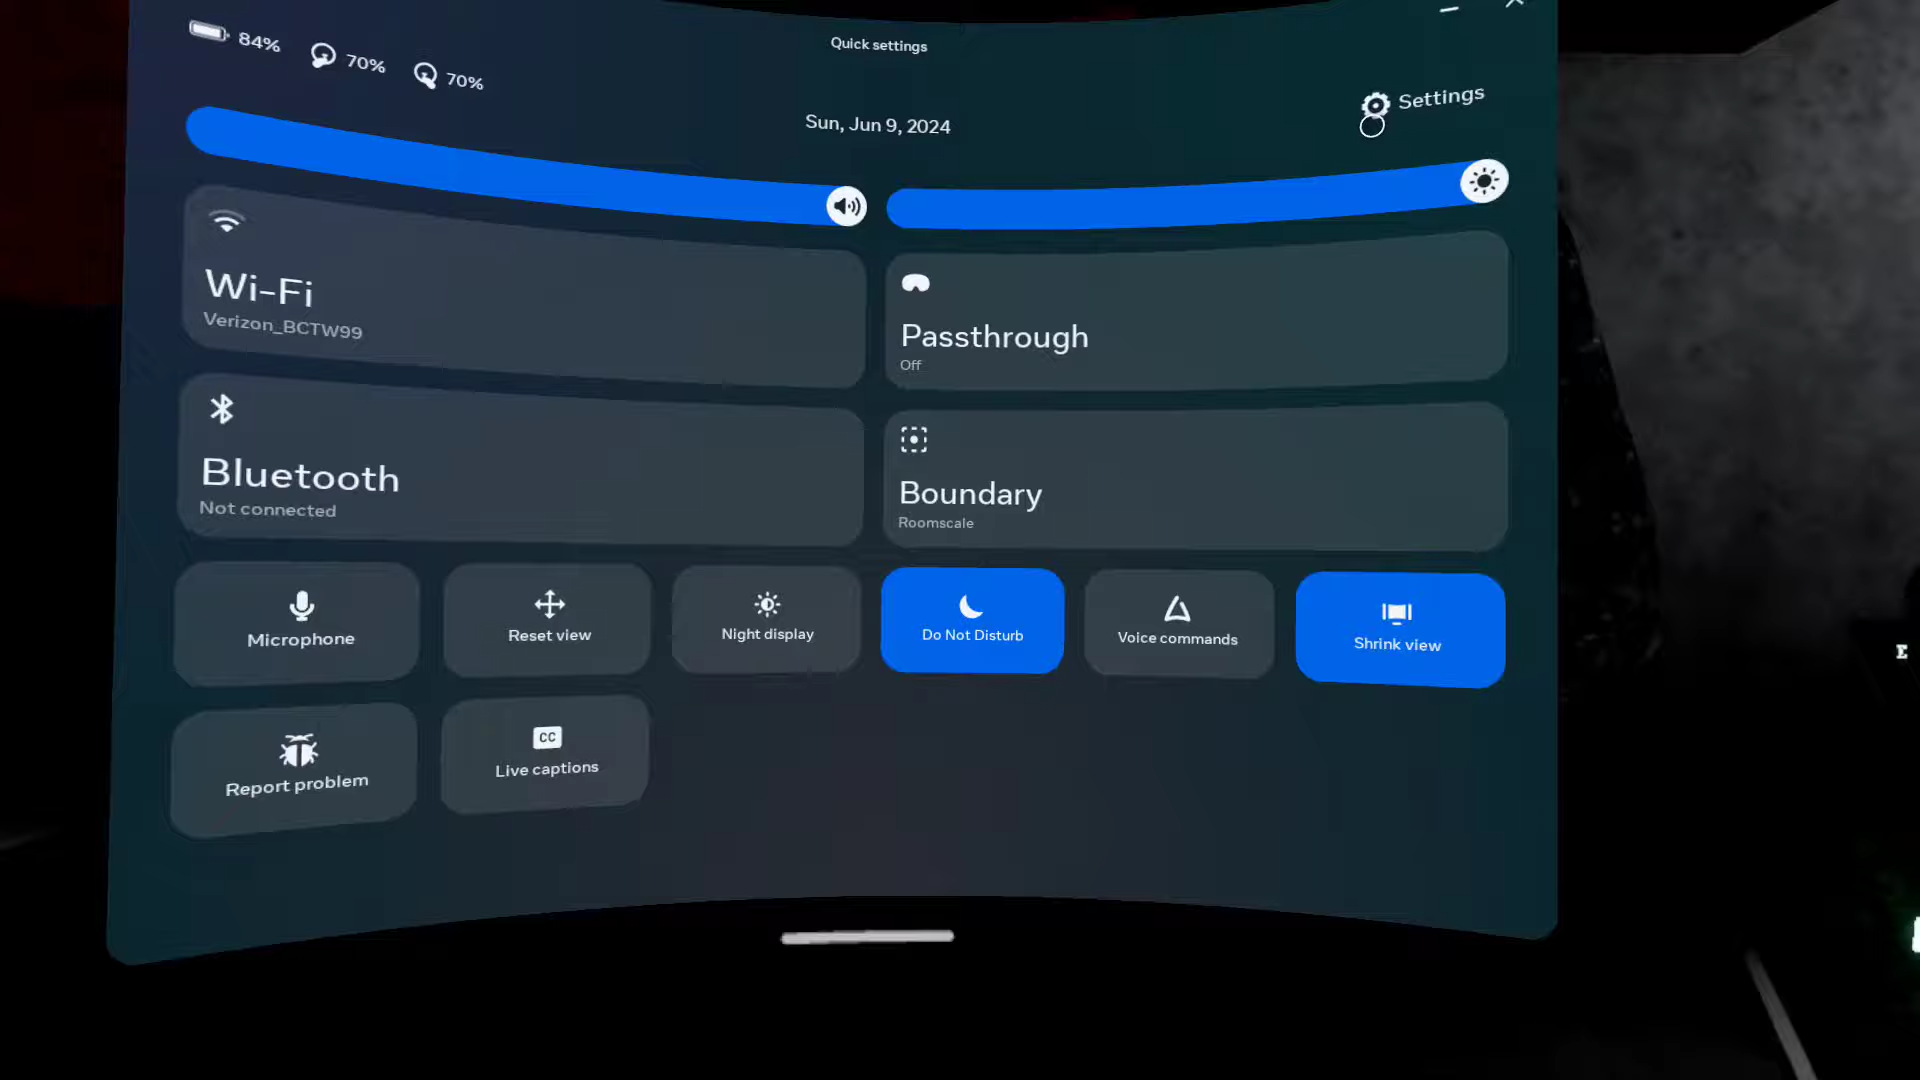 84%
70%
70%
Quick settings
Sun, Jun 9, 2024
Settings
Wi-Fi
Verizon_BCTW99
Passthrough
Off
Bluetooth
Not connected
Boundary
Roomscale
Microphone
Reset view
Night display
Do Not Disturb
Voice commands
Shrink view
Report problem
CC
Live captions
E